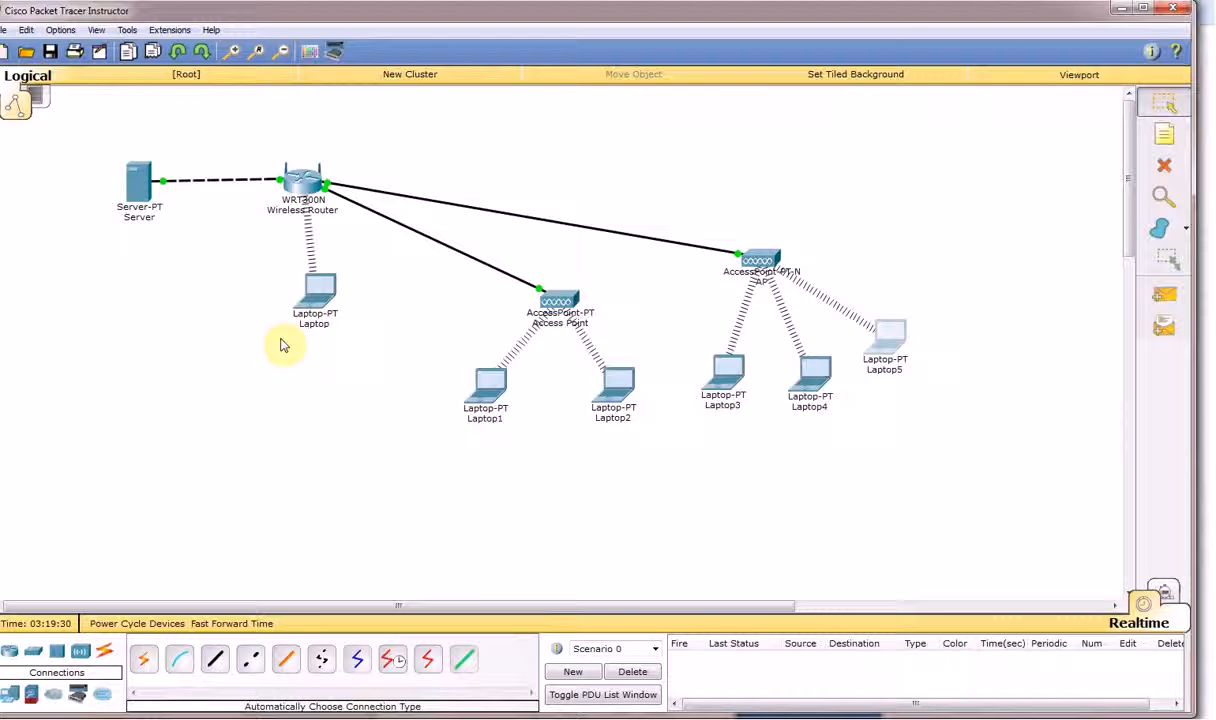 Cisco Packet Tracer Instructor
Edit Options View Tools Extensions Help
Logical [Root] New Cluster Move Object Set Tiled Background Viewport
Server-PT
Server
WRT300N
Wireless Router
Laptop-PT
Laptop
AccessPoint-PT
Access Point
AccessPoint-PT-N
AP
Laptop-PT
Laptop1
Laptop-PT
Laptop2
Laptop-PT
Laptop3
Laptop-PT
Laptop4
Laptop-PT
Laptop5
Time: 03:19:30 Power Cycle Devices Fast Forward Time
Realtime
Connections
Automatically Choose Connection Type
Scenario 0
New Delete
Toggle PDU List Window
Fire Last Status Source Destination Type Color Time(sec) Periodic Num Edit Delete